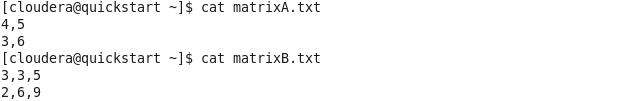 [cloudera@quickstart ~]$ cat matrixA.txt
4,5
3,6
[cloudera@quickstart ~]$ cat matrixB.txt
3,3,5
2,6,9